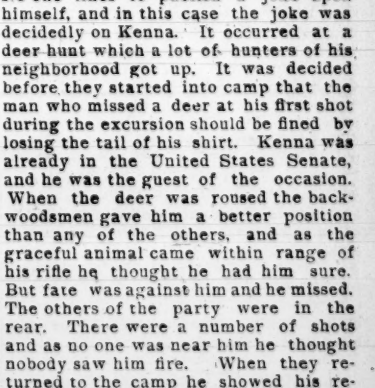 himself, and in this case the joke was
decidedly on Kenna. It occurred at a
deer hunt which a lot of hunters of his
neighborhood got up. It was decided
before they started into camp that the
man who missed a deer at his first shot
during the excursion should be fined by
losing the tail of his shirt. Kenna was
already in the United States Senate,
and he was the guest of the occasion.
When the deer was roused the back-
woodsmen gave him a better position
than any of the others, and as the
graceful animal came within range of
his rifle he thought he had him sure.
But fate was against him and he missed.
The others of the party were in the
rear. There were a number of shots
and as no one was near him he thought
nobody saw him fire. When they re-
turned to the camp he showed his re-